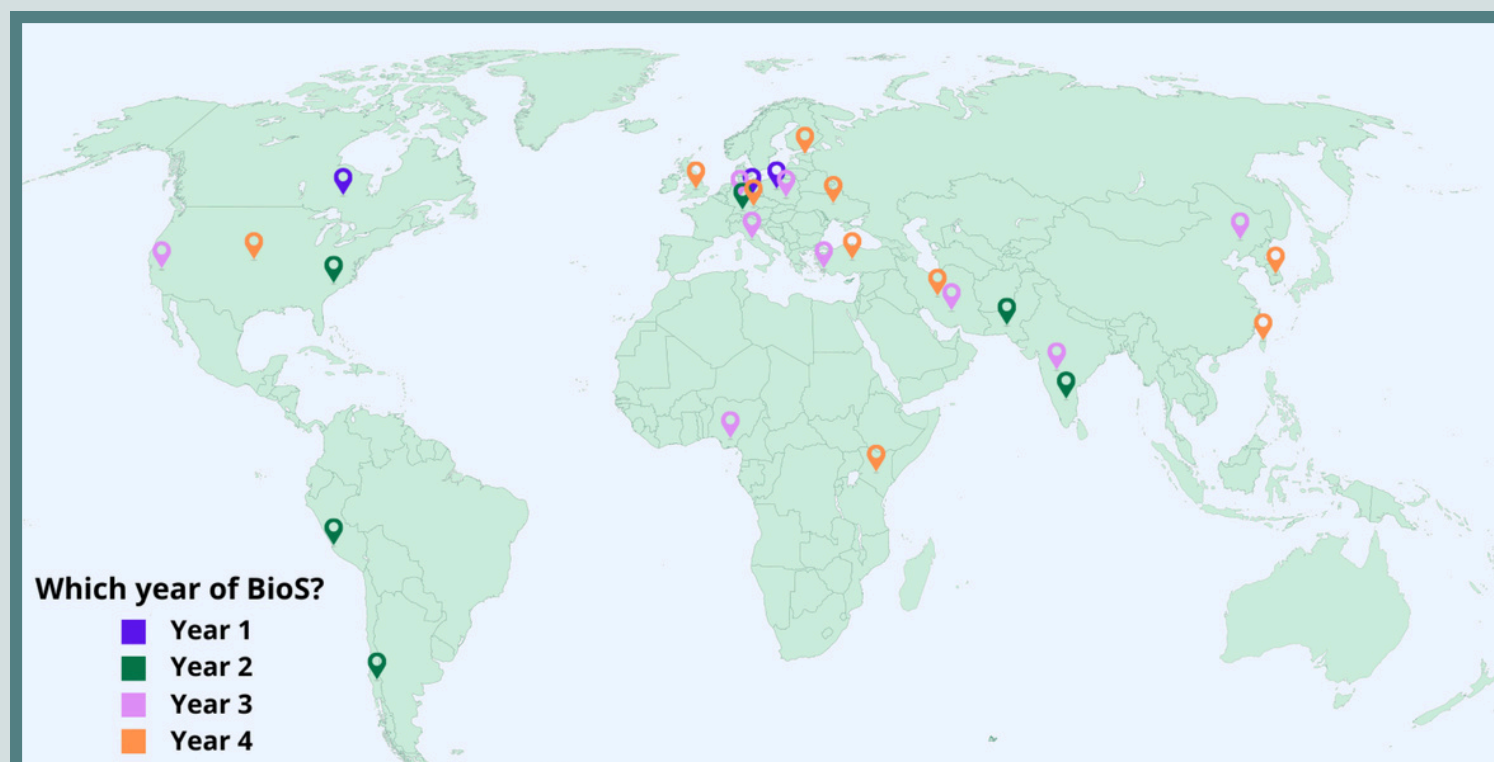 Which year of BioS?
Year 1
Year 2
Year 3
Year 4